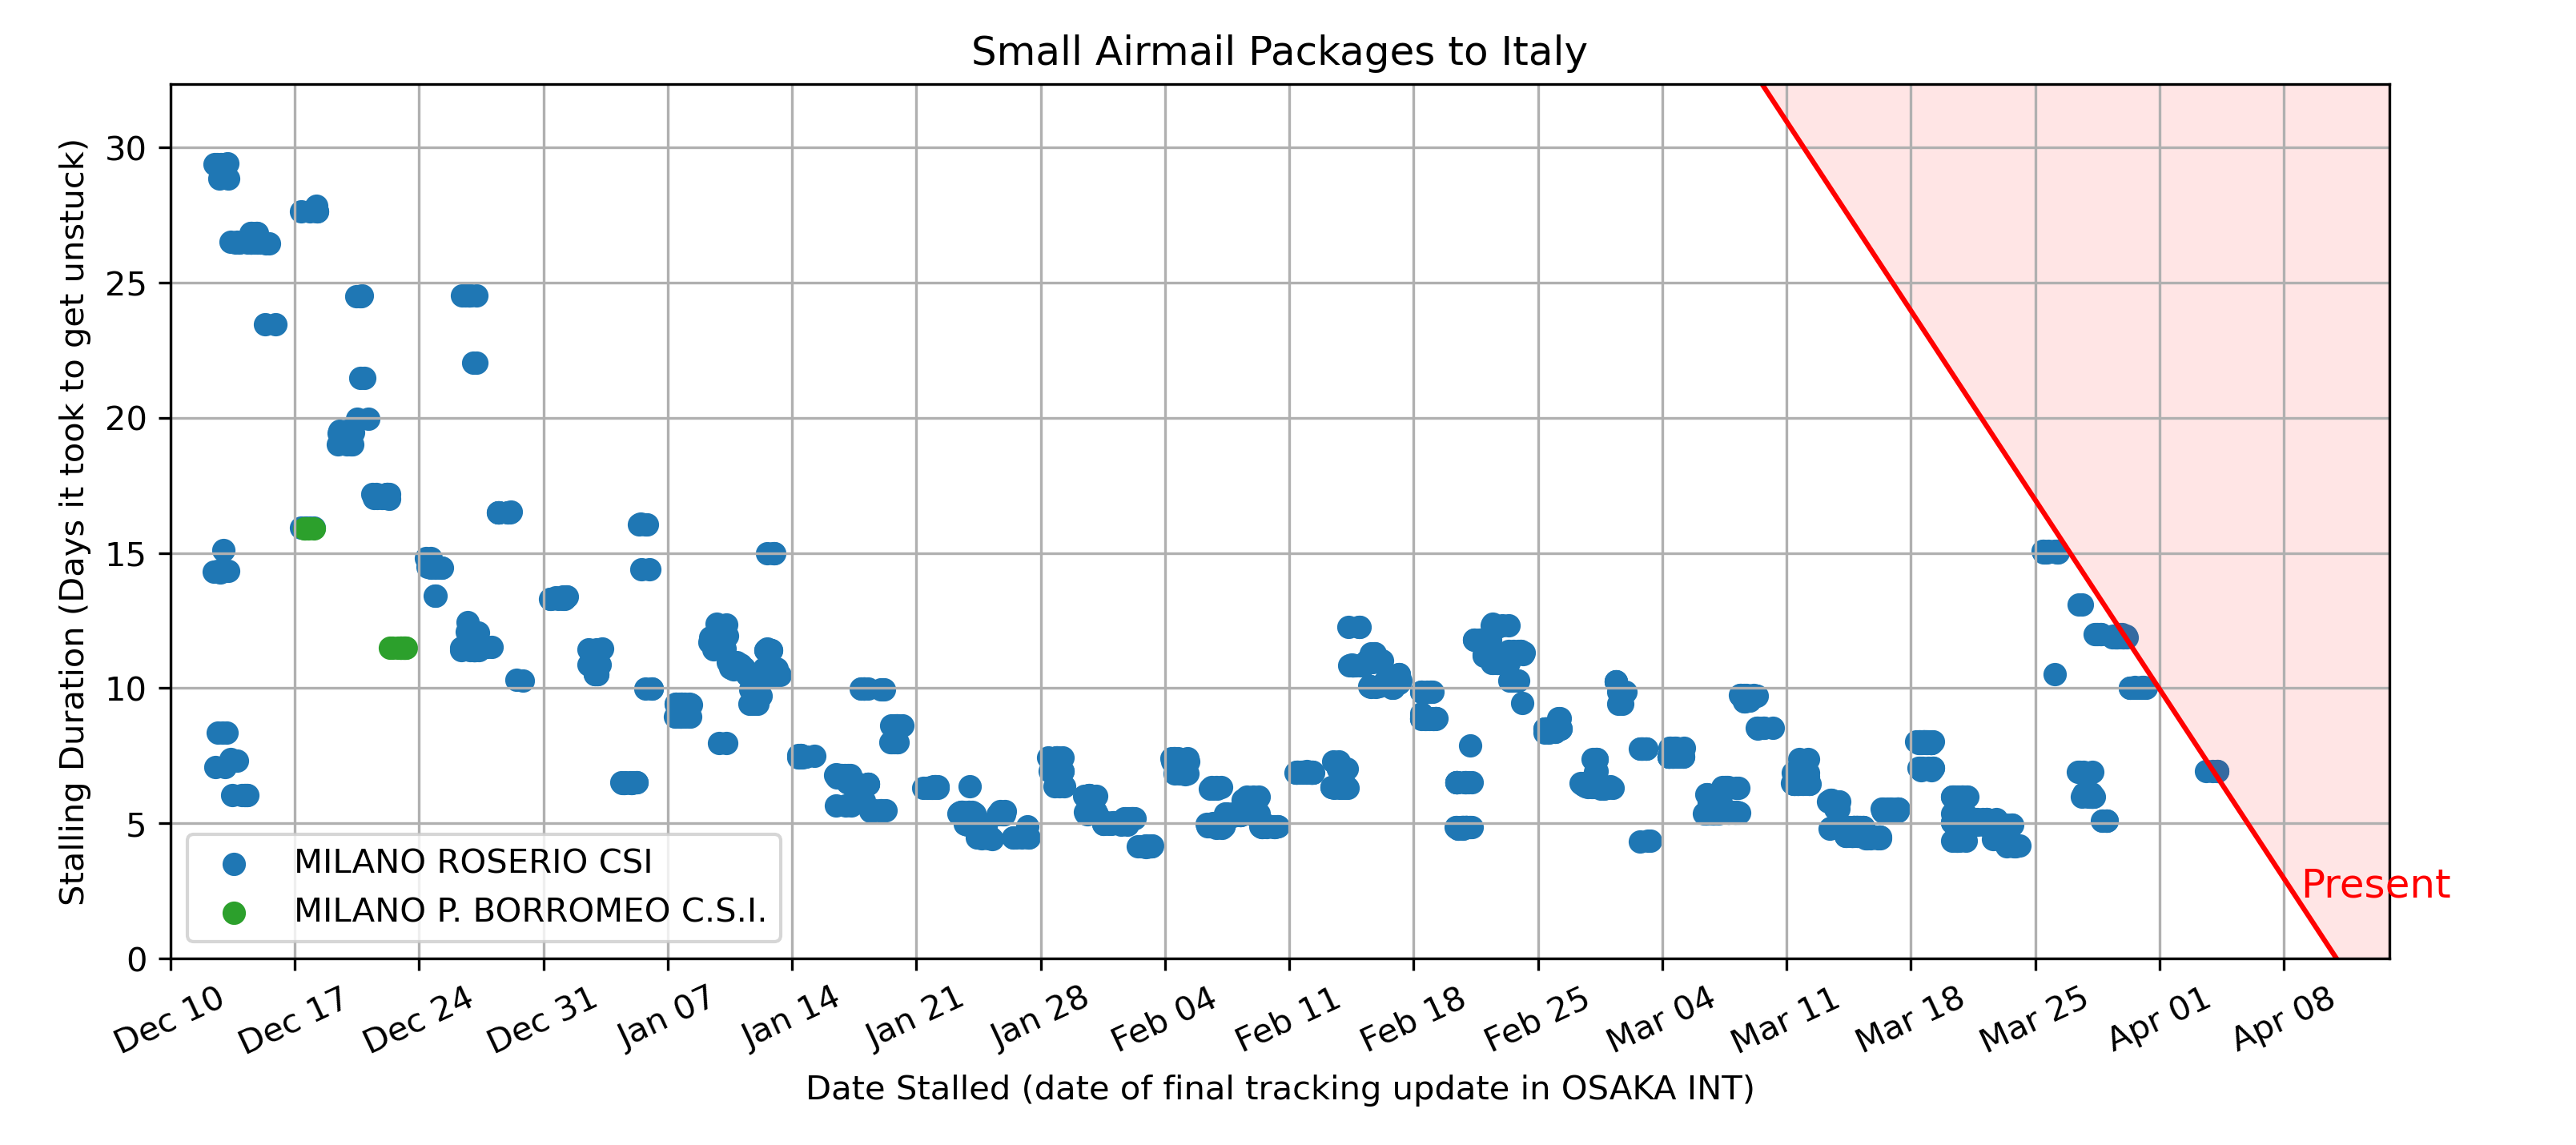 Small Airmail Packages to Italy
Stalling Duration (Days it took to get unstuck)
30
25
20
15
10
5
0
MILANO ROSERIO CSI
MILANO P. BORROMEO C.S.I.
Present
Dec 10
Dec 17
Dec 24
Dec 31
Jan 07
Jan 14
Jan 21
Jan 28
Feb 04
Feb 11
Feb 18
Feb 25
Mar 04
Mar 11
Mar 18
Mar 25
Apr 01
Apr 08
Date Stalled (date of final tracking update in OSAKA INT)